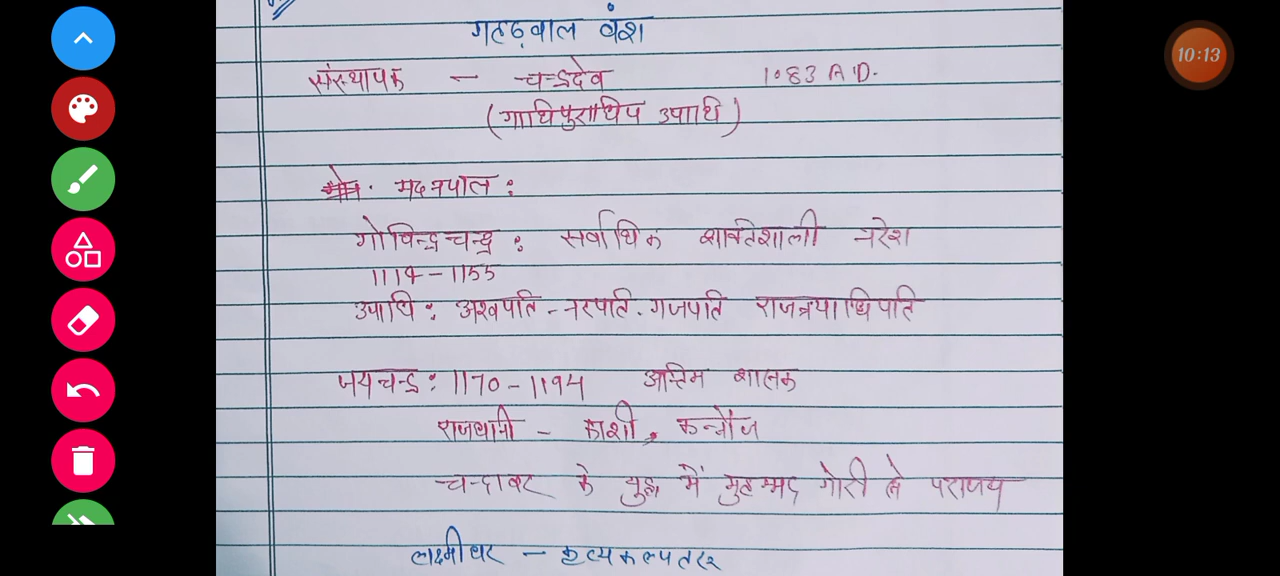 गहड़वाल वंश
संस्थापक - चन्द्रदेव 1083 A.D.
(गाधिपुराधिप उपाधि)
मदनपाल :
गोविन्द्र चन्द्र : सर्वाधिक शक्तिशाली नरेश
1114-1155
उपाधि : अश्वपति-नरपति-गजपति राजत्रयाधिपति
जयचन्द्र : 1170-1194 अन्तिम शासक
राजधानी - काशी, कन्नौज
चन्दावर के युद्ध में मुहम्मद गोरी से पराजय
लक्ष्मीधर - कृत्यकल्पतरु
10:13